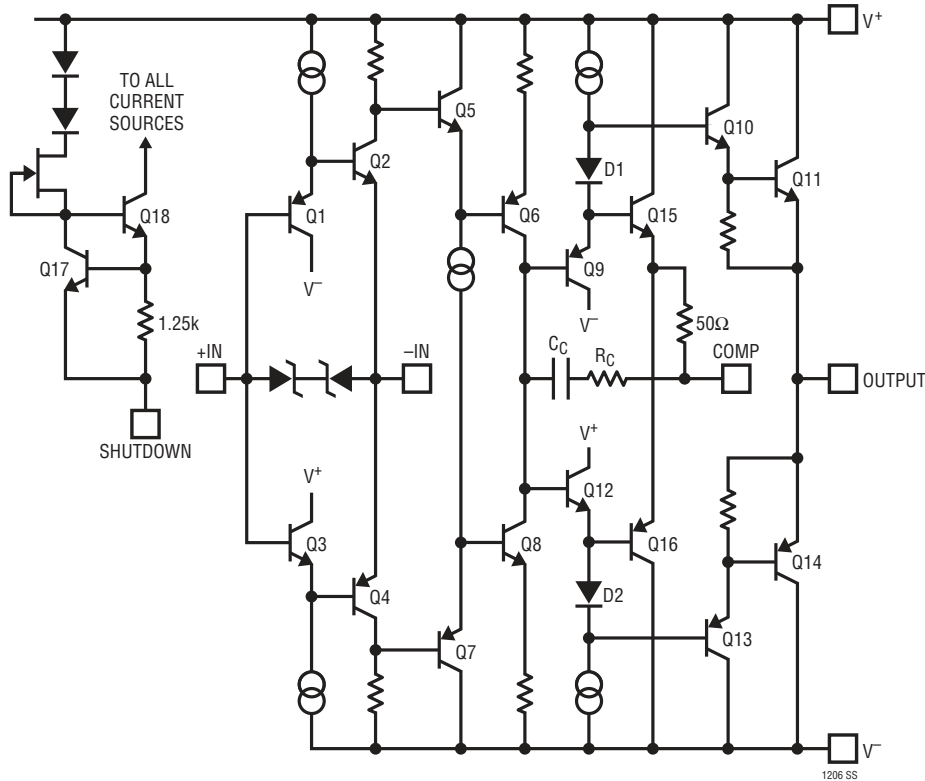 V+
TO ALL
CURRENT
SOURCES
Q5
Q10
Q2
D1
Q11
Q18
Q1
Q6
Q15
Q17
Q9
V–
V–
1.25k
50Ω
+IN
–IN
CC
RC
COMP
OUTPUT
SHUTDOWN
V+
V+
Q12
Q3
Q8
Q16
Q14
Q4
D2
Q7
Q13
V–
1206 SS